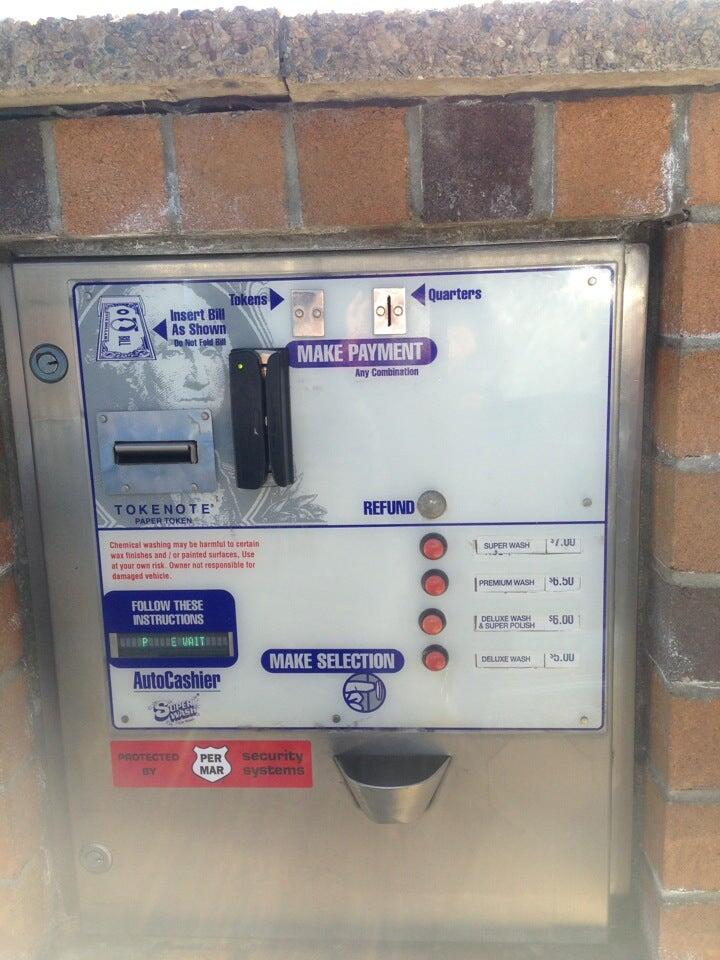 Tokens
Quarters
Insert Bill
As Shown
Do Not Fold Bill
MAKE PAYMENT
Any Combination
TOKENOTE
PAPER TOKEN
REFUND
Chemical washing may be harmful to certain
wax finishes and / or painted surfaces, Use
at your own risk. Owner not responsible for
damaged vehicle.
SUPER WASH $7.00
PREMIUM WASH $6.50
DELUXE WASH
& SUPER POLISH $6.00
DELUXE WASH $5.00
FOLLOW THESE
INSTRUCTIONS
P E WAIT
MAKE SELECTION
AutoCashier
SUPER
WASH
PROTECTED
BY
PER
MAR
security
systems